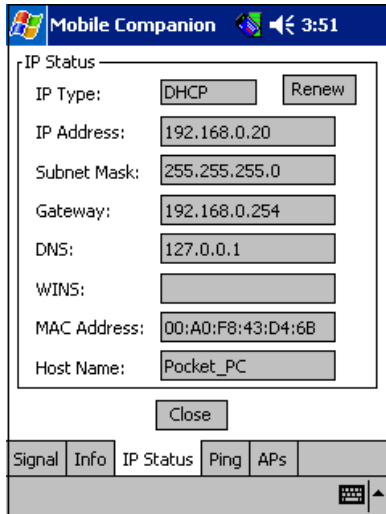 Mobile Companion 3:51
IP Status
IP Type: DHCP Renew
IP Address: 192.168.0.20
Subnet Mask: 255.255.255.0
Gateway: 192.168.0.254
DNS: 127.0.0.1
WINS:
MAC Address: 00:A0:F8:43:D4:6B
Host Name: Pocket_PC
Close
Signal Info IP Status Ping APs